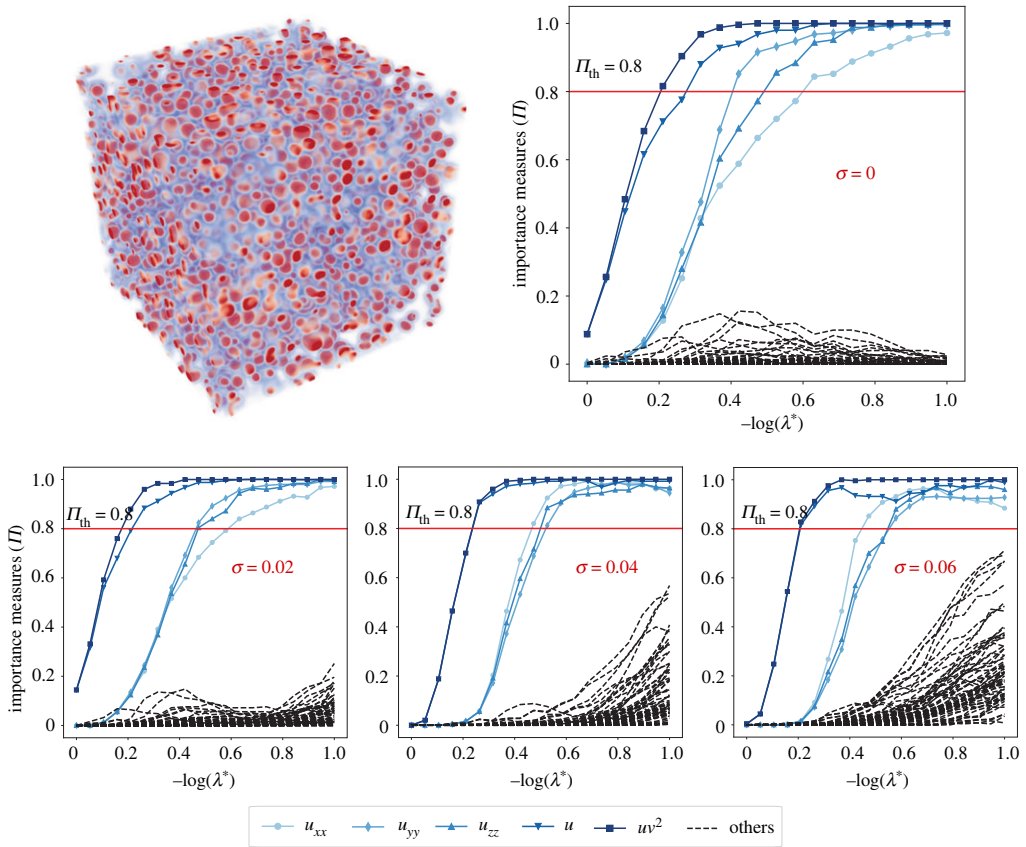 1.0
Π_th = 0.8
0.8
0.6
σ = 0
0.4
0.2
0
importance measures (Π)
0 0.2 0.4 0.6 0.8 1.0
–log(λ*)
1.0
Π_th = 0.8
0.8
0.6
σ = 0.02
0.4
0.2
0
importance measures (Π)
0 0.2 0.4 0.6 0.8 1.0
–log(λ*)
1.0
Π_th = 0.8
0.8
0.6
σ = 0.04
0.4
0.2
0
0 0.2 0.4 0.6 0.8 1.0
–log(λ*)
1.0
Π_th = 0.8
0.8
0.6
σ = 0.06
0.4
0.2
0
0 0.2 0.4 0.6 0.8 1.0
–log(λ*)
u_xx u_yy u_zz u uv² others